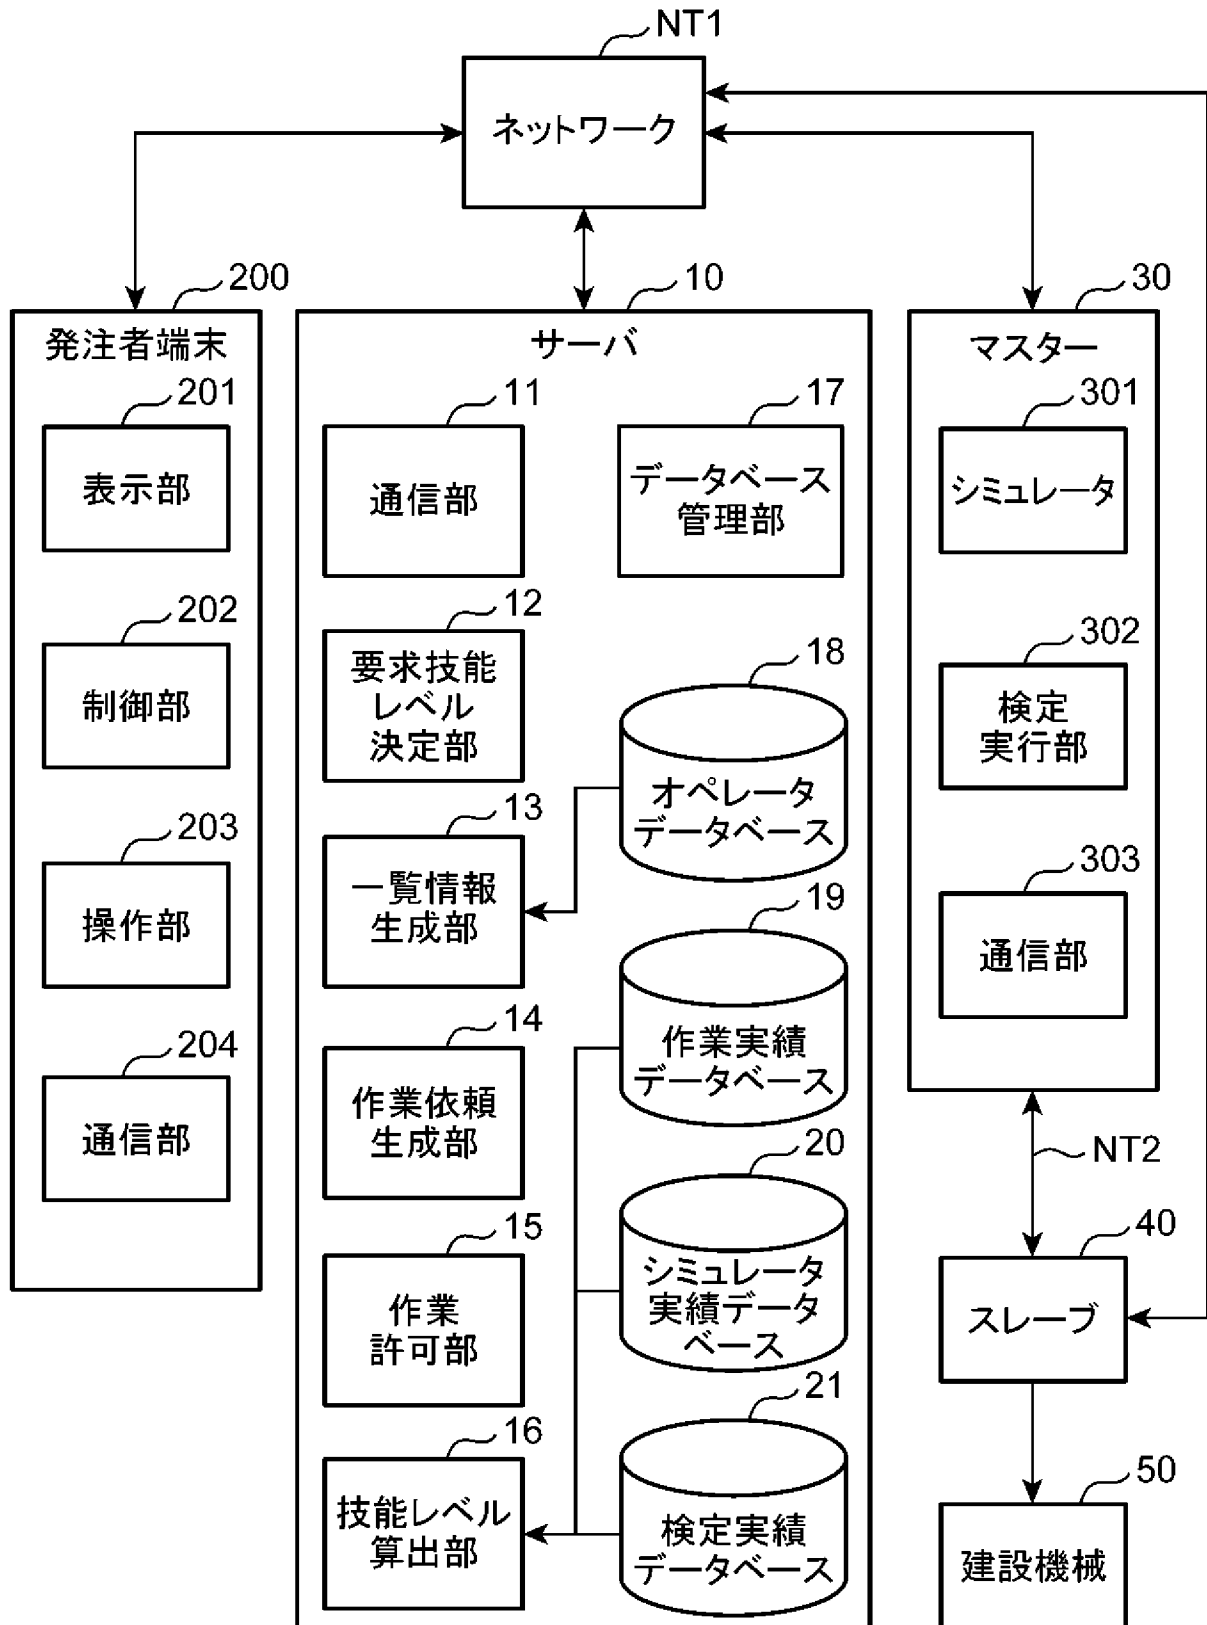 NT1
ネットワーク
200
発注者端末
201
表示部
202
制御部
203
操作部
204
通信部
10
サーバ
11
通信部
12
要求技能
レベル
決定部
13
一覧情報
生成部
14
作業依頼
生成部
15
作業
許可部
16
技能レベル
算出部
17
データベース
管理部
18
オペレータ
データベース
19
作業実績
データベース
20
シミュレータ
実績データ
ベース
21
検定実績
データベース
30
マスター
301
シミュレータ
302
検定
実行部
303
通信部
NT2
40
スレーブ
50
建設機械